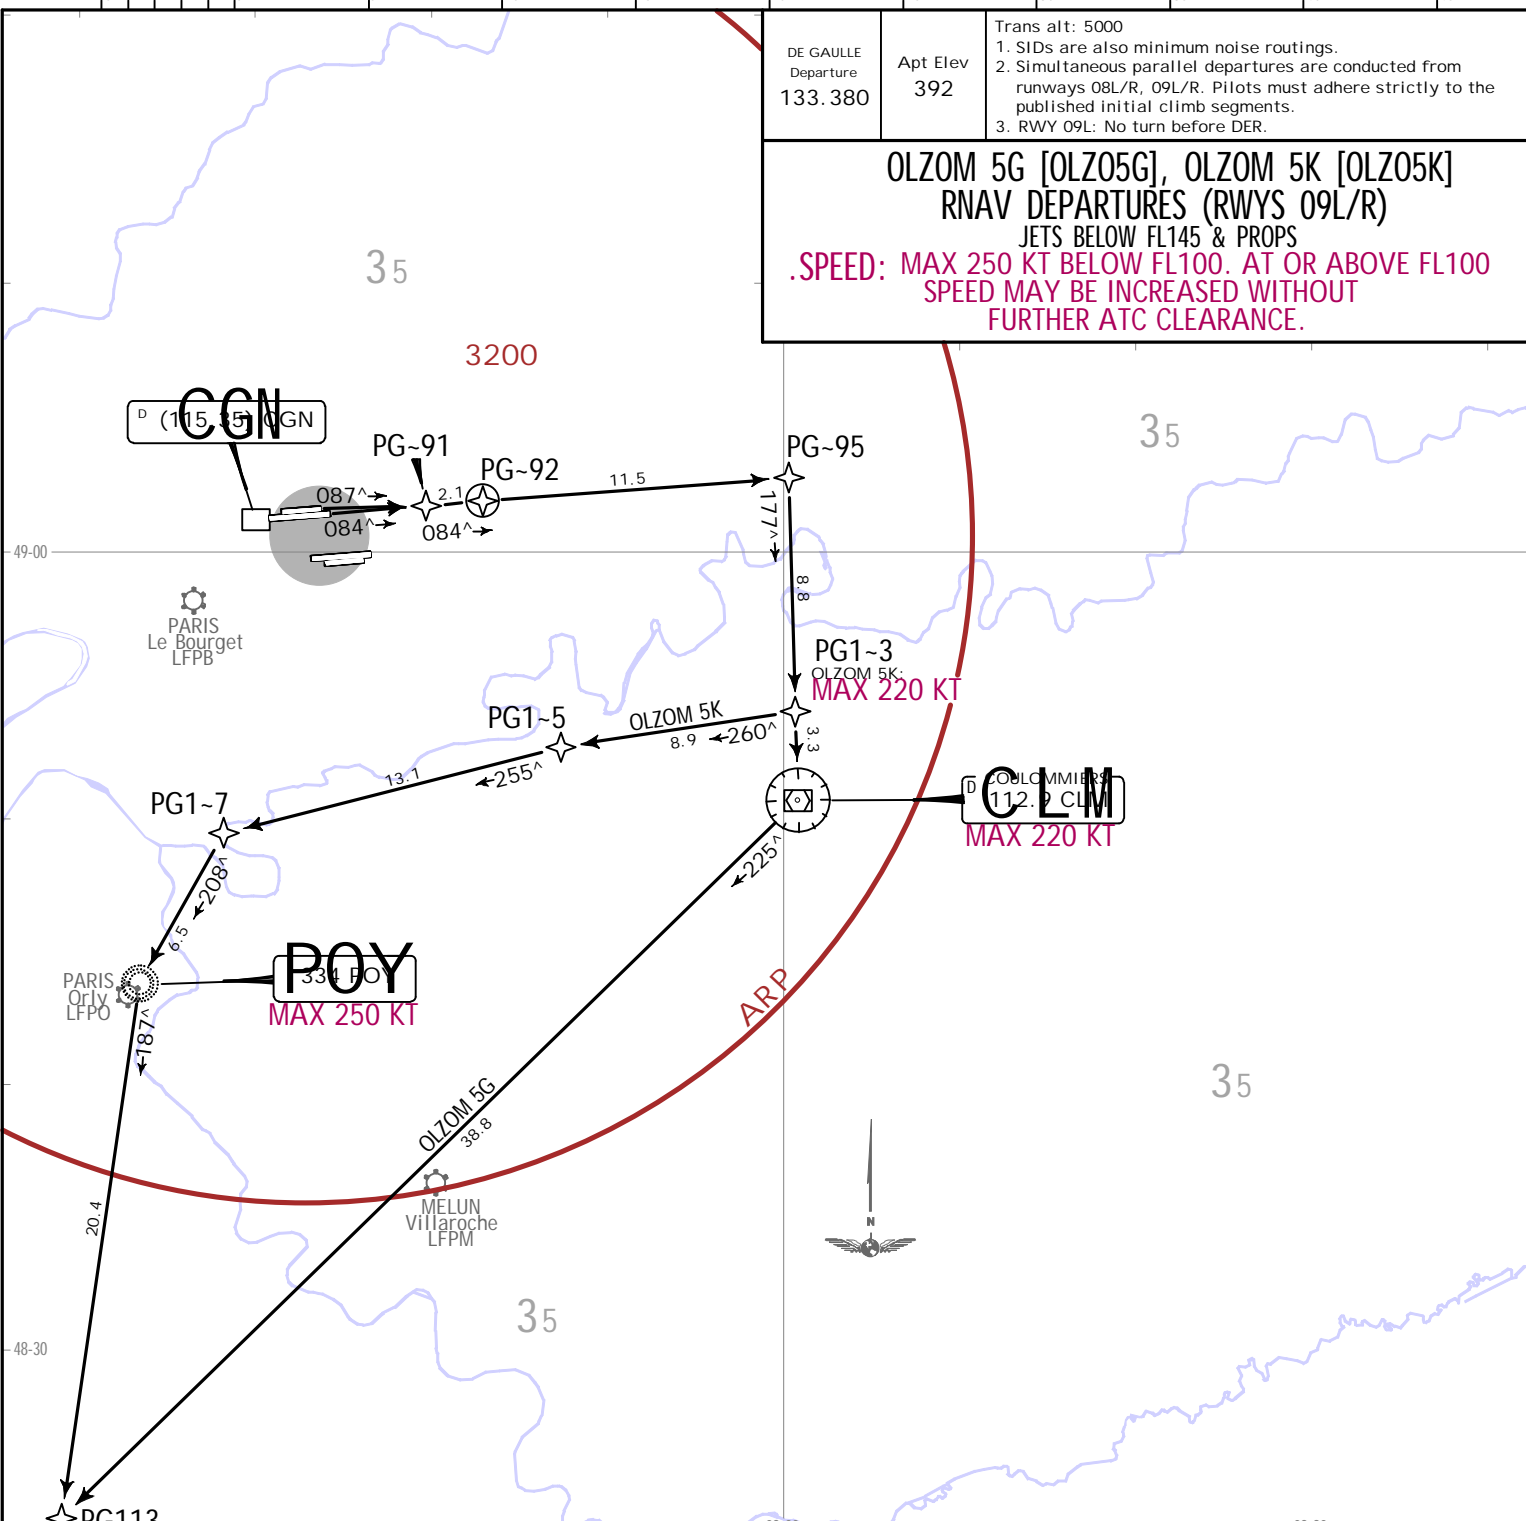 DE GAULLE
Departure
133.380
Apt Elev
392
Trans alt: 5000
1. SIDs are also minimum noise routings.
2. Simultaneous parallel departures are conducted from
runways 08L/R, 09L/R. Pilots must adhere strictly to the
published initial climb segments.
3. RWY 09L: No turn before DER.
OLZOM 5G [OLZO5G], OLZOM 5K [OLZO5K]
RNAV DEPARTURES (RWYS 09L/R)
JETS BELOW FL145 & PROPS
.SPEED: MAX 250 KT BELOW FL100. AT OR ABOVE FL100
SPEED MAY BE INCREASED WITHOUT
FURTHER ATC CLEARANCE.
35
3200
CGN
D (115.35) CGN
35
PG~91
PG~92
PG~95
087^
084^
2.1
084^
11.5
177^
8.8
49-00
PARIS
Le Bourget
LFPB
PG1~3
OLZOM 5K:
MAX 220 KT
PG1~5
OLZOM 5K
8.9
260^
3.3
13.1
255^
PG1~7
CLM
D COULOMMIERS
112.9 CLM
MAX 220 KT
225^
208^
6.5
POY
334 POY
MAX 250 KT
PARIS
Orly
LFPO
187^
ARP
35
OLZOM 5G
38.8
MELUN
Villaroche
LFPM
20.4
N
35
48-30
PG113